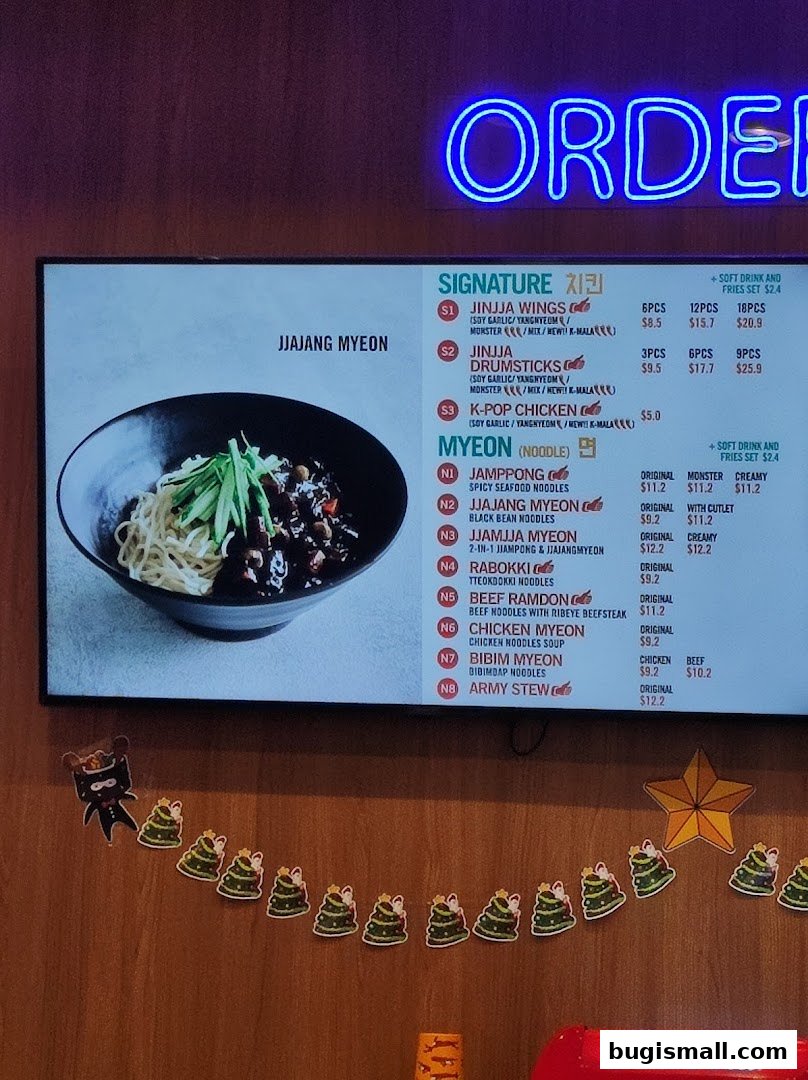 ORDER
JJAJANG MYEON
SIGNATURE 치킨
+ SOFT DRINK AND
FRIES SET $2.4
S1 JINJJA WINGS 6PCS 12PCS 18PCS
(SOY GARLIC/ YANGNYEOM / $8.5 $15.7 $20.9
MONSTER / MIX / NEW!! K-MALA )
S2 JINJJA 3PCS 6PCS 9PCS
DRUMSTICKS $9.5 $17.7 $25.9
(SOY GARLIC/ YANGNYEOM /
MONSTER / MIX / NEW!! K-MALA )
S3 K-POP CHICKEN $5.0
(SOY GARLIC / YANGNYEOM / NEW!! K-MALA )
MYEON (NOODLE) 면
+ SOFT DRINK AND
FRIES SET $2.4
N1 JAMPPONG ORIGINAL MONSTER CREAMY
SPICY SEAFOOD NOODLES $11.2 $11.2 $11.2
N2 JJAJANG MYEON ORIGINAL WITH CUTLET
BLACK BEAN NOODLES $9.2 $11.2
N3 JJAMJJA MYEON ORIGINAL CREAMY
2-IN-1 JJAMPONG & JJAJANGMYEON $12.2 $12.2
N4 RABOKKI ORIGINAL
TTEOKBOKKI NOODLES $9.2
N5 BEEF RAMDON ORIGINAL
BEEF NOODLES WITH RIBEYE BEEFSTEAK $11.2
N6 CHICKEN MYEON ORIGINAL
CHICKEN NOODLES SOUP $9.2
N7 BIBIM MYEON CHICKEN BEEF
BIBIMBAP NOODLES $9.2 $10.2
N8 ARMY STEW ORIGINAL
$12.2
bugismall.com